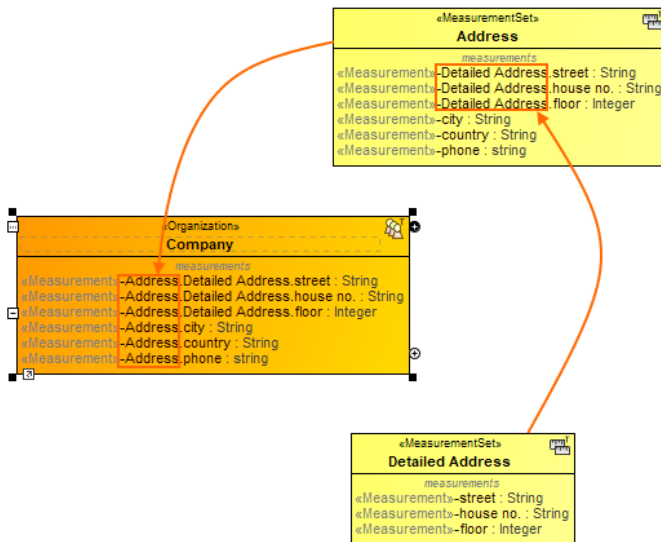 «MeasurementSet»
Address
measurements
«Measurement»-Detailed Address.street : String
«Measurement»-Detailed Address.house no. : String
«Measurement»-Detailed Address.floor : Integer
«Measurement»-city : String
«Measurement»-country : String
«Measurement»-phone : string
«Organization»
Company
measurements
«Measurement»-Address.Detailed Address.street : String
«Measurement»-Address.Detailed Address.house no. : String
«Measurement»-Address.Detailed Address.floor : Integer
«Measurement»-Address.city : String
«Measurement»-Address.country : String
«Measurement»-Address.phone : string
«MeasurementSet»
Detailed Address
measurements
«Measurement»-street : String
«Measurement»-house no. : String
«Measurement»-floor : Integer